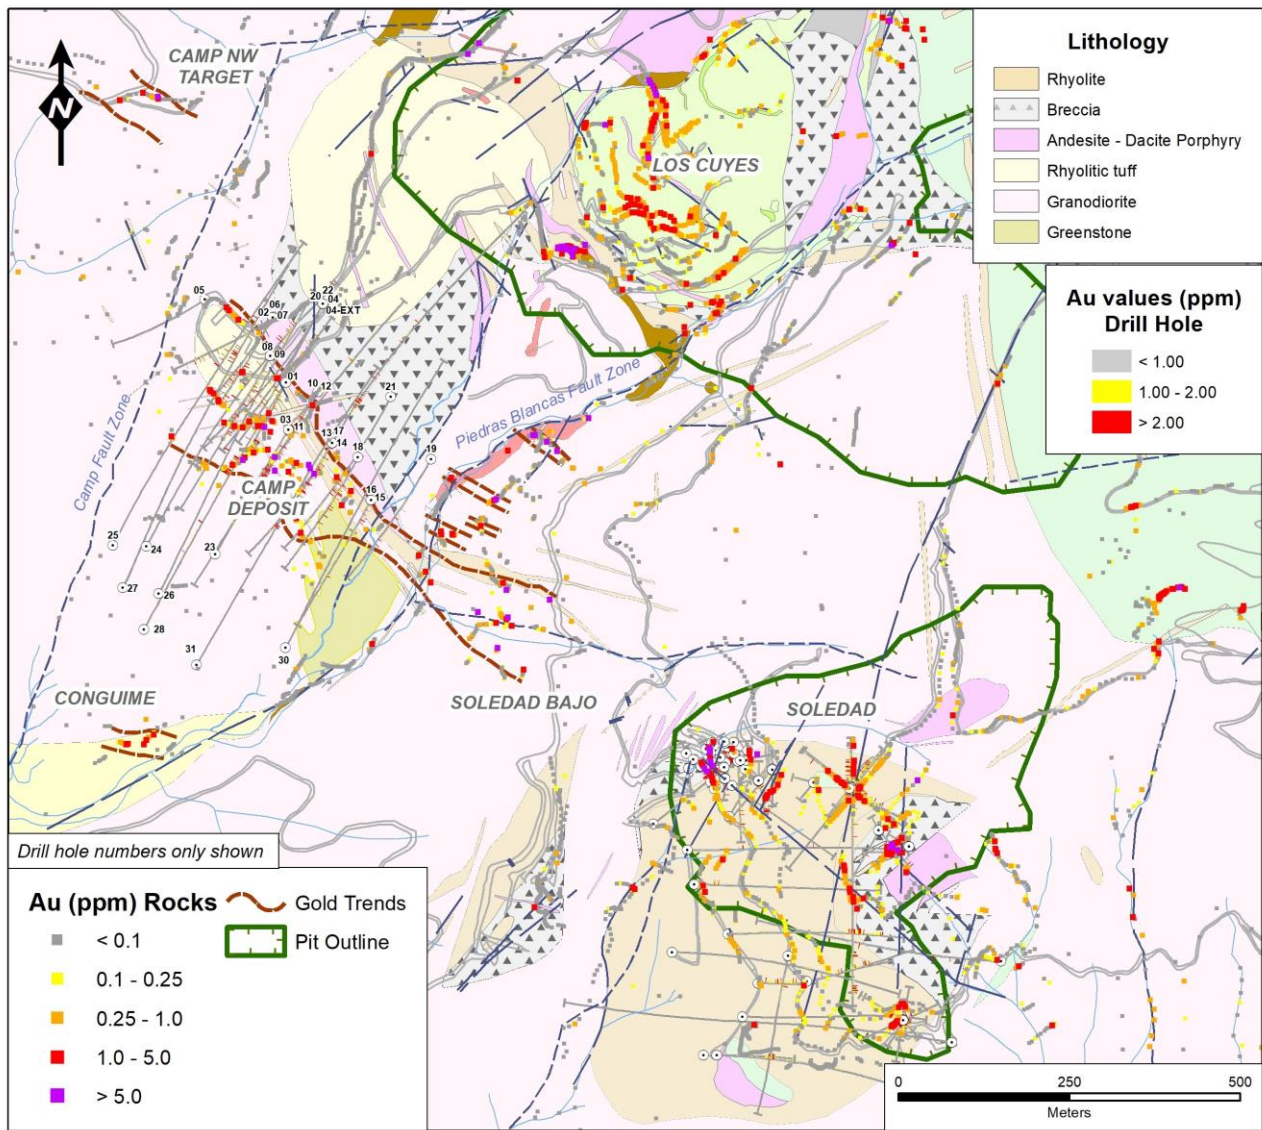 CAMP NW
TARGET
N
LOS CUYES
Lithology
Rhyolite
Breccia
Andesite - Dacite Porphyry
Rhyolitic tuff
Granodiorite
Greenstone
Au values (ppm)
Drill Hole
< 1.00
1.00 - 2.00
> 2.00
05
06
02
07
20
22
04
04-EXT
08
09
01
10
12
21
03
11
13
17
14
18
19
16
15
Camp Fault Zone
Piedras Blancas Fault Zone
CAMP
DEPOSIT
25
24
23
27
26
28
31
30
CONGUIME
SOLEDAD BAJO
SOLEDAD
Drill hole numbers only shown
Au (ppm) Rocks
< 0.1
0.1 - 0.25
0.25 - 1.0
1.0 - 5.0
> 5.0
Gold Trends
Pit Outline
0 250 500
Meters